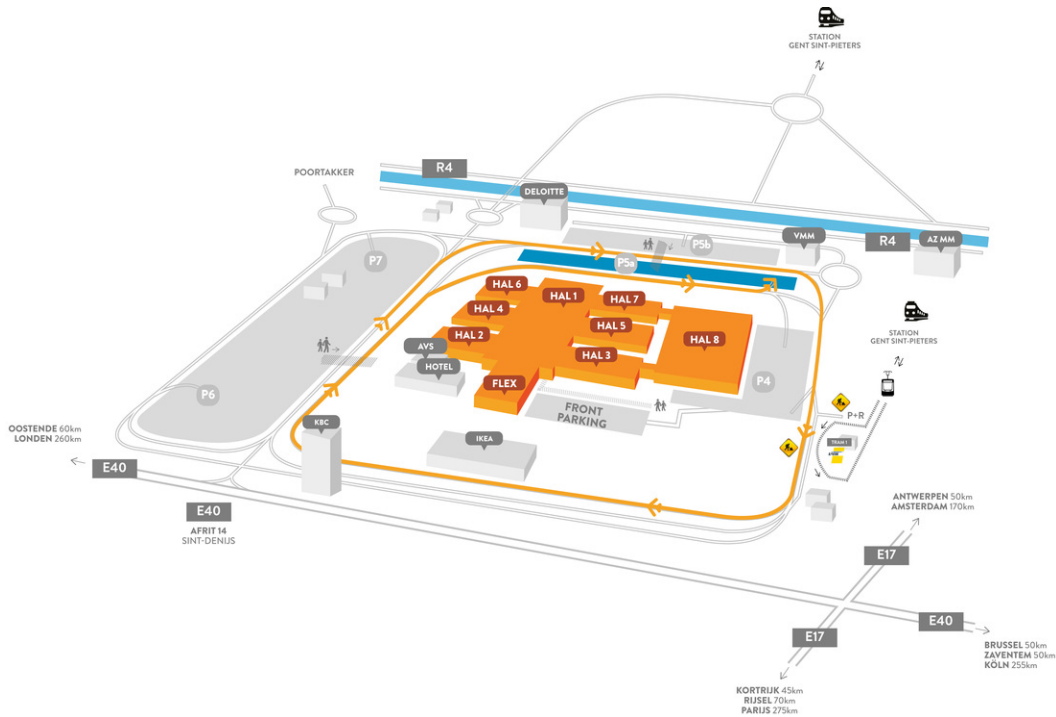 STATION
GENT SINT-PIETERS
R4
POORTAKKER
DELOITTE
VMM
R4
AZ MM
P5b
P7
P5a
HAL 6
HAL 1
HAL 7
HAL 4
HAL 5
HAL 2
HAL 8
AVS
HOTEL
HAL 3
FLEX
P4
STATION
GENT SINT-PIETERS
P6
FRONT
PARKING
P+R
KBC
IKEA
OOSTENDE 60km
LONDEN 260km
E40
E40
AFRIT 14
SINT-DENIJS
ANTWERPEN 50km
AMSTERDAM 170km
E17
E40
E17
BRUSSEL 50km
ZAVENTEM 50km
KÖLN 255km
KORTRIJK 45km
RIJSEL 70km
PARIJS 275km